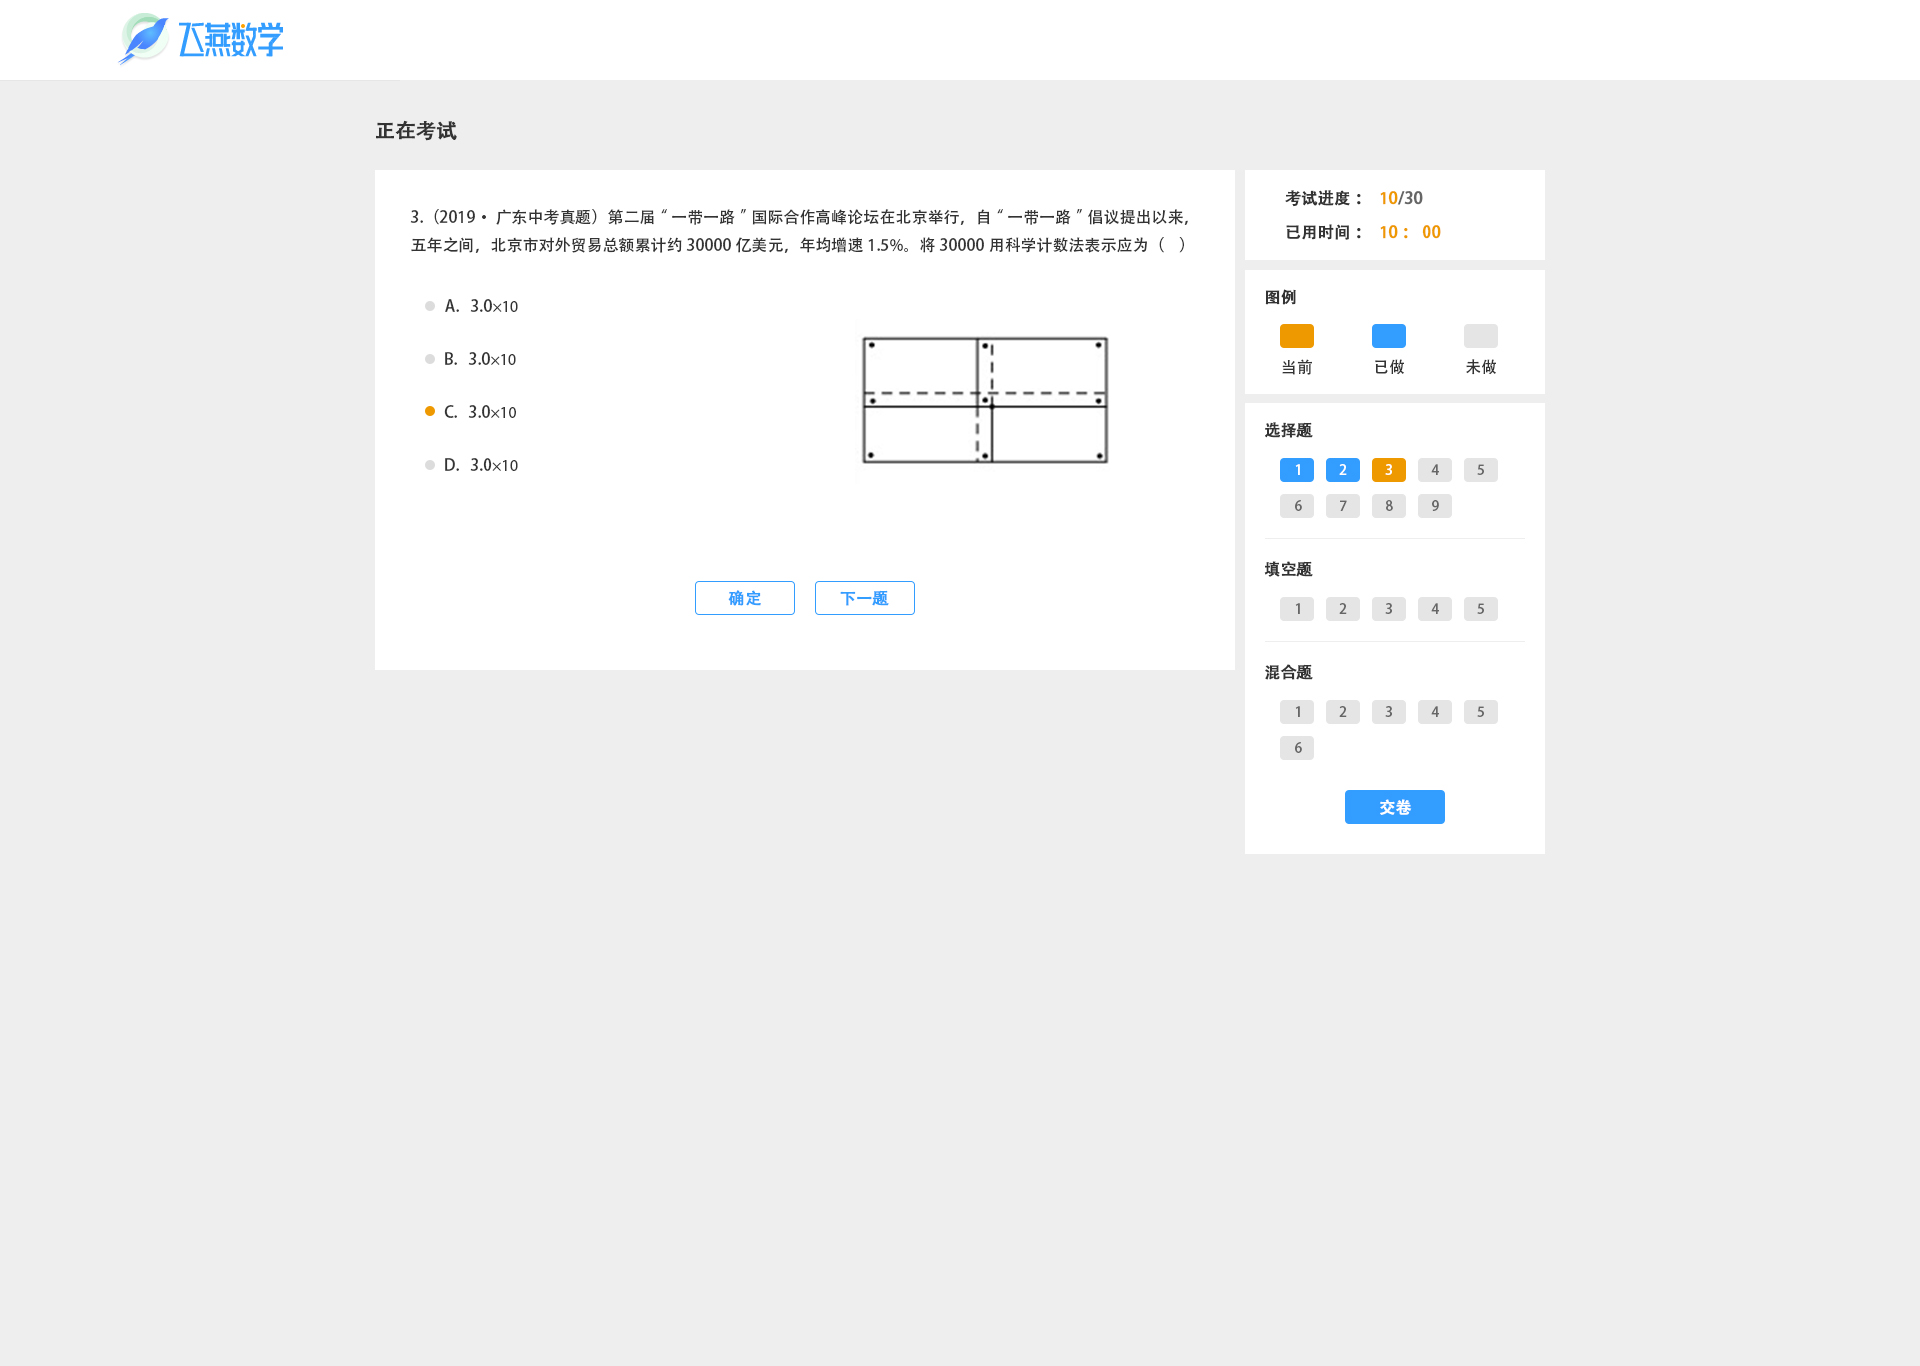 飞燕数学
正在考试
3.（2019• 广东中考真题）第二届“一带一路”国际合作高峰论坛在北京举行，自“一带一路”倡议提出以来，
五年之间，北京市对外贸易总额累计约 30000 亿美元，年均增速 1.5%。将 30000 用科学计数法表示应为（ ）
A. 3.0×10
B. 3.0×10
C. 3.0×10
D. 3.0×10
确定 下一题
考试进度： 10/30
已用时间： 10： 00
图例
当前 已做 未做
选择题
1 2 3 4 5
6 7 8 9
填空题
1 2 3 4 5
混合题
1 2 3 4 5
6
交卷